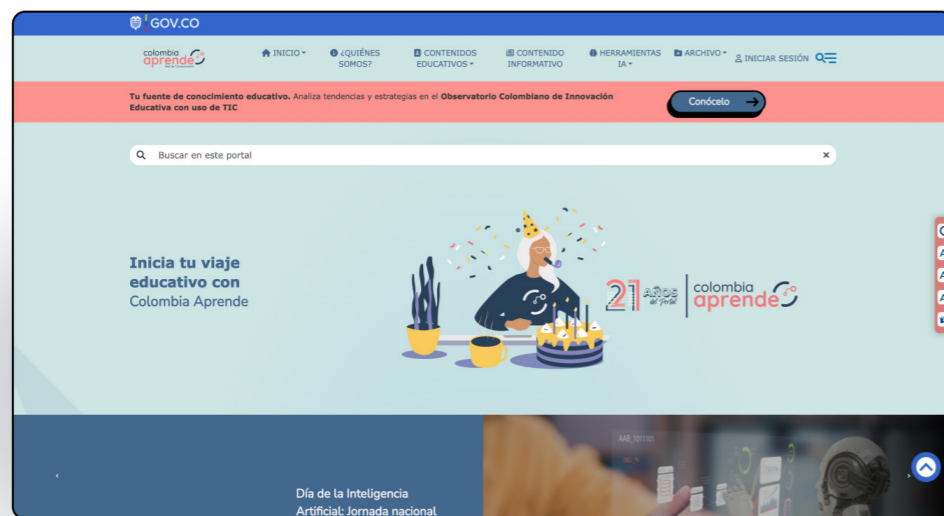 GOV.CO
colombia
aprende
INICIO
¿QUIÉNES
SOMOS?
CONTENIDOS
EDUCATIVOS
CONTENIDO
INFORMATIVO
HERRAMIENTAS
IA
ARCHIVO
INICIAR SESIÓN
Tu fuente de conocimiento educativo. Analiza tendencias y estrategias en el Observatorio Colombiano de Innovación
Educativa con uso de TIC
Conócelo
Buscar en este portal
Inicia tu viaje
educativo con
Colombia Aprende
21 AÑOS
del Portal
colombia
aprende
AAB_1011101
Día de la Inteligencia
Artificial: Jornada nacional